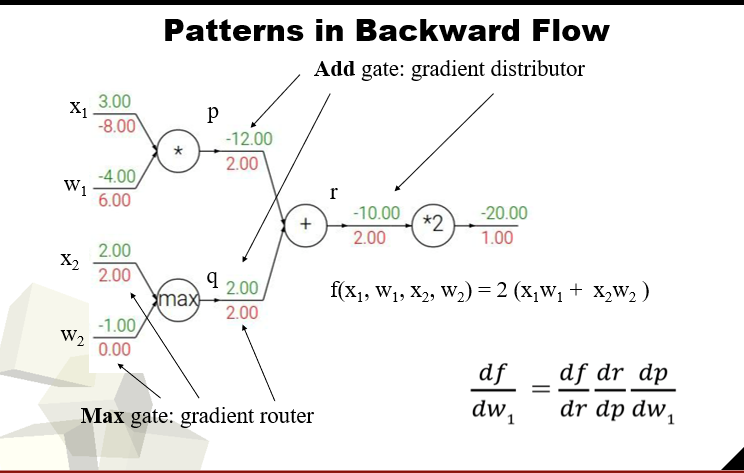 Patterns in Backward Flow
Add gate: gradient distributor
x₁ 3.00
-8.00
p
*
-12.00
2.00
w₁ -4.00
6.00
+
r
-10.00
2.00
*2
-20.00
1.00
x₂ 2.00
2.00
max
q 2.00
2.00
w₂ -1.00
0.00
f(x₁, w₁, x₂, w₂) = 2 (x₁w₁ + x₂w₂ )
df/dw₁ = df/dr dr/dp dp/dw₁
Max gate: gradient router